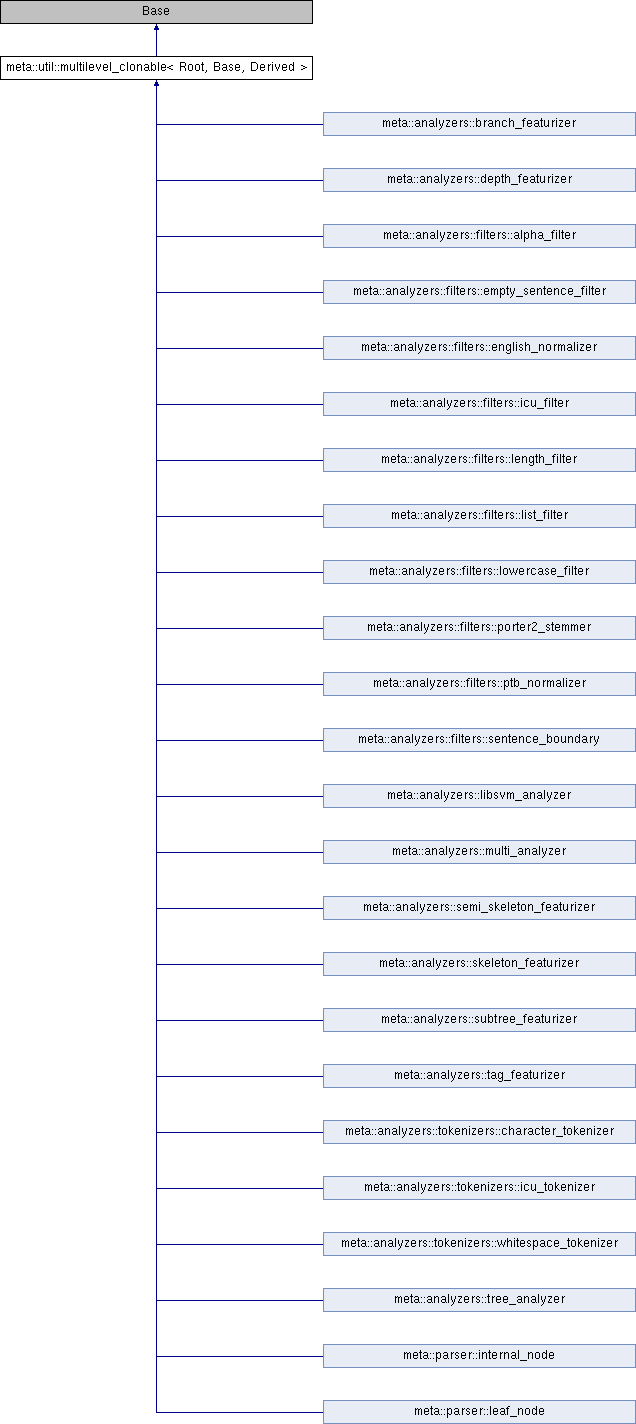 Base
meta::util::multilevel_clonable< Root, Base, Derived >
meta::analyzers::branch_featurizer
meta::analyzers::depth_featurizer
meta::analyzers::filters::alpha_filter
meta::analyzers::filters::empty_sentence_filter
meta::analyzers::filters::english_normalizer
meta::analyzers::filters::icu_filter
meta::analyzers::filters::length_filter
meta::analyzers::filters::list_filter
meta::analyzers::filters::lowercase_filter
meta::analyzers::filters::porter2_stemmer
meta::analyzers::filters::ptb_normalizer
meta::analyzers::filters::sentence_boundary
meta::analyzers::libsvm_analyzer
meta::analyzers::multi_analyzer
meta::analyzers::semi_skeleton_featurizer
meta::analyzers::skeleton_featurizer
meta::analyzers::subtree_featurizer
meta::analyzers::tag_featurizer
meta::analyzers::tokenizers::character_tokenizer
meta::analyzers::tokenizers::icu_tokenizer
meta::analyzers::tokenizers::whitespace_tokenizer
meta::analyzers::tree_analyzer
meta::parser::internal_node
meta::parser::leaf_node